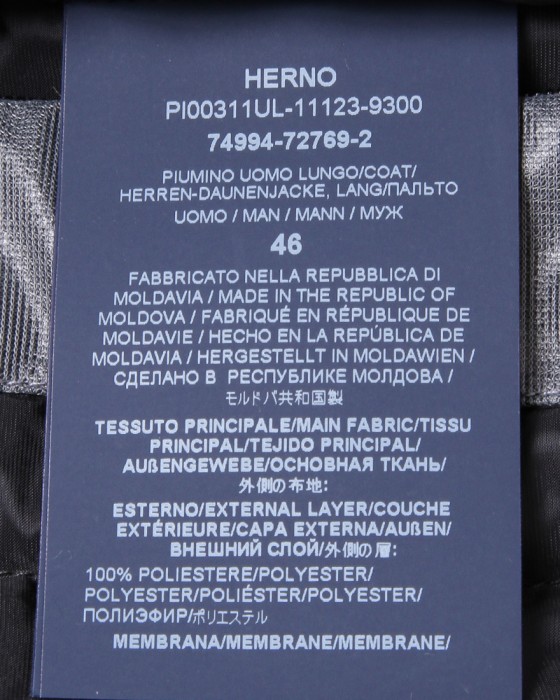 HERNO
PI00311UL-11123-9300
74994-72769-2
PIUMINO UOMO LUNGO/COAT/
HERREN-DAUNENJACKE, LANG/ПАЛЬТО
UOMO / MAN / MANN / МУЖ
46
FABBRICATO NELLA REPUBBLICA DI
MOLDAVIA / MADE IN THE REPUBLIC OF
MOLDOVA / FABRIQUÉ EN RÉPUBLIQUE DE
MOLDAVIE / HECHO EN LA REPÚBLICA DE
MOLDAVIA / HERGESTELLT IN MOLDAWIEN /
СДЕЛАНО В РЕСПУБЛИКЕ МОЛДОВА /
モルドバ共和国製
TESSUTO PRINCIPALE/MAIN FABRIC/TISSU
PRINCIPAL/TEJIDO PRINCIPAL/
AUßENGEWEBE/ОСНОВНАЯ ТКАНЬ/
外側の布地:
ESTERNO/EXTERNAL LAYER/COUCHE
EXTÉRIEURE/CAPA EXTERNA/AUßEN/
ВНЕШНИЙ СЛОЙ/外側の層:
100% POLIESTERE/POLYESTER/
POLYESTER/POLIÉSTER/POLYESTER/
ПОЛИЭФИР/ポリエステル
MEMBRANA/MEMBRANE/MEMBRANE/